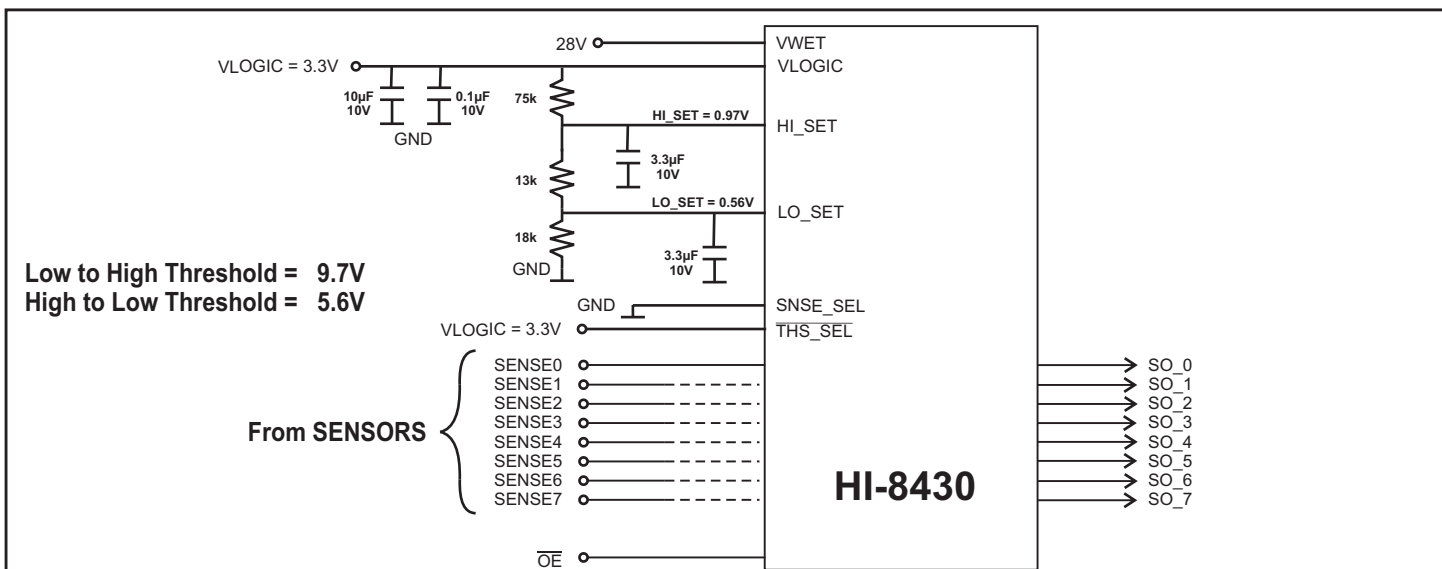 28V
VWET
VLOGIC = 3.3V
VLOGIC
10µF
10V
0.1µF
10V
75k
GND
HI_SET = 0.97V
HI_SET
3.3µF
10V
13k
LO_SET = 0.56V
LO_SET
18k
3.3µF
10V
GND
Low to High Threshold = 9.7V
High to Low Threshold = 5.6V
GND
SNSE_SEL
VLOGIC = 3.3V
THS_SEL
SENSE0
SENSE1
SENSE2
SENSE3
SENSE4
SENSE5
SENSE6
SENSE7
From SENSORS
HI-8430
SO_0
SO_1
SO_2
SO_3
SO_4
SO_5
SO_6
SO_7
OE